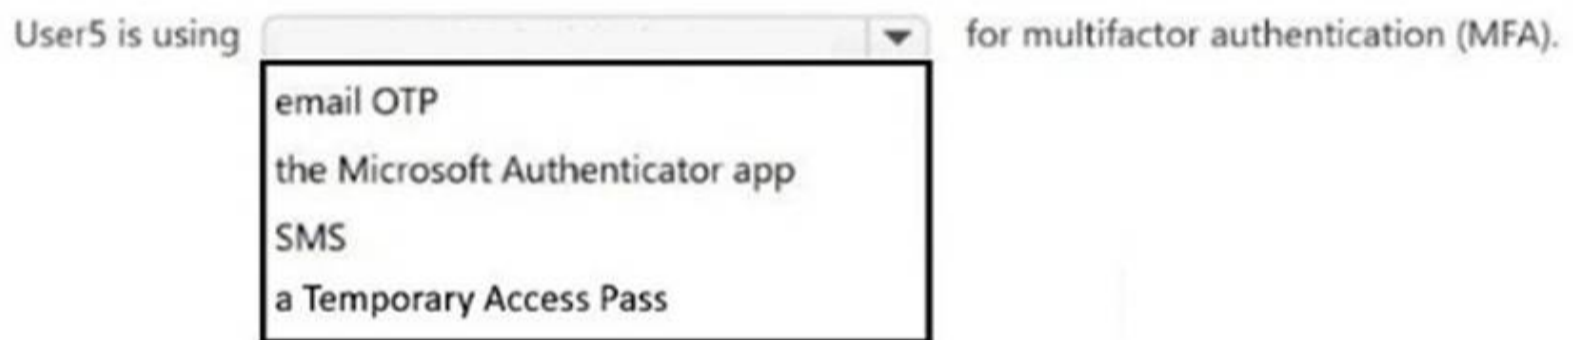 User5 is using for multifactor authentication (MFA).
email OTP
the Microsoft Authenticator app
SMS
a Temporary Access Pass